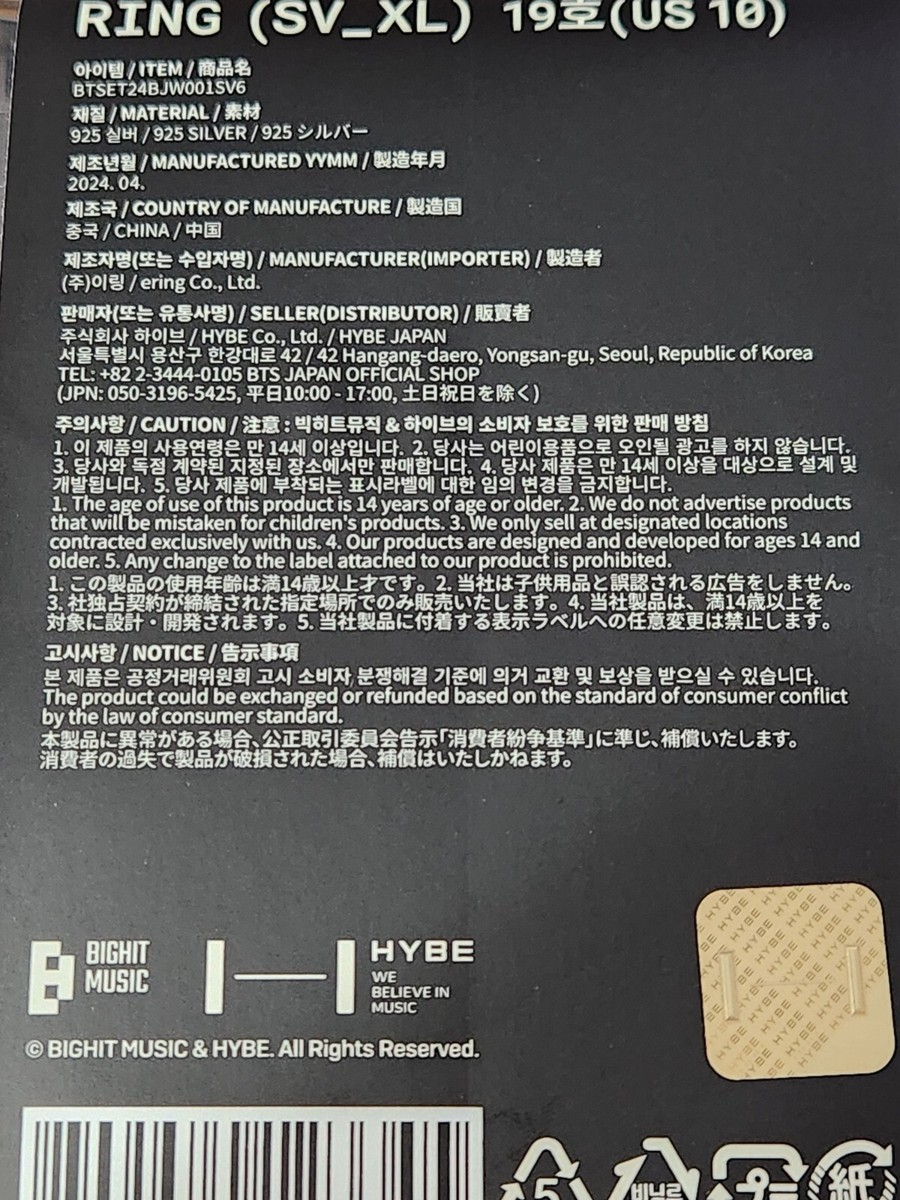 RING (SV_XL) 19호(US 10)
아이템 / ITEM / 商品名
BTSET24BJW001SV6
재질 / MATERIAL / 素材
925 실버 / 925 SILVER / 925 シルバー
제조년월 / MANUFACTURED YYMM / 製造年月
2024. 04.
제조국 / COUNTRY OF MANUFACTURE / 製造国
중국 / CHINA / 中国
제조자명(또는 수입자명) / MANUFACTURER(IMPORTER) / 製造者
(주)이링 / ering Co., Ltd.
판매자(또는 유통사명) / SELLER(DISTRIBUTOR) / 販賣者
주식회사 하이브 / HYBE Co., Ltd. / HYBE JAPAN
서울특별시 용산구 한강대로 42 / 42 Hangang-daero, Yongsan-gu, Seoul, Republic of Korea
TEL: +82 2-3444-0105 BTS JAPAN OFFICIAL SHOP
(JPN: 050-3196-5425, 平日10:00 - 17:00, 土日祝日を除く)
주의사항 / CAUTION / 注意 : 빅히트뮤직 & 하이브의 소비자 보호를 위한 판매 방침
1. 이 제품의 사용연령은 만 14세 이상입니다. 2. 당사는 어린이용품으로 오인될 광고를 하지 않습니다.
3. 당사와 독점 계약된 지정된 장소에서만 판매합니다. 4. 당사 제품은 만 14세 이상을 대상으로 설계 및
개발됩니다. 5. 당사 제품에 부착되는 표시라벨에 대한 임의 변경을 금지합니다.
1. The age of use of this product is 14 years of age or older. 2. We do not advertise products
that will be mistaken for children's products. 3. We only sell at designated locations
contracted exclusively with us. 4. Our products are designed and developed for ages 14 and
older. 5. Any change to the label attached to our product is prohibited.
1. この製品の使用年齢は満14歳以上才です。2. 当社は子供用品と誤認される広告をしません。
3. 社独占契約が締結された指定場所でのみ販売いたします。4. 当社製品は、満14歳以上を
対象に設計・開発されます。5. 当社製品に付着する表示ラベルへの任意変更は禁止します。
고시사항 / NOTICE / 告示事項
본 제품은 공정거래위원회 고시 소비자 분쟁해결 기준에 의거 교환 및 보상을 받으실 수 있습니다.
The product could be exchanged or refunded based on the standard of consumer conflict
by the law of consumer standard.
本製品に異常がある場合、公正取引委員会告示「消費者紛争基準」に準じ、補償いたします。
消費者の過失で製品が破損された場合、補償はいたしかねます。
BIGHIT
MUSIC
HYBE
WE
BELIEVE IN
MUSIC
© BIGHIT MUSIC & HYBE. All Rights Reserved.
HYBE
5
비닐류
紙